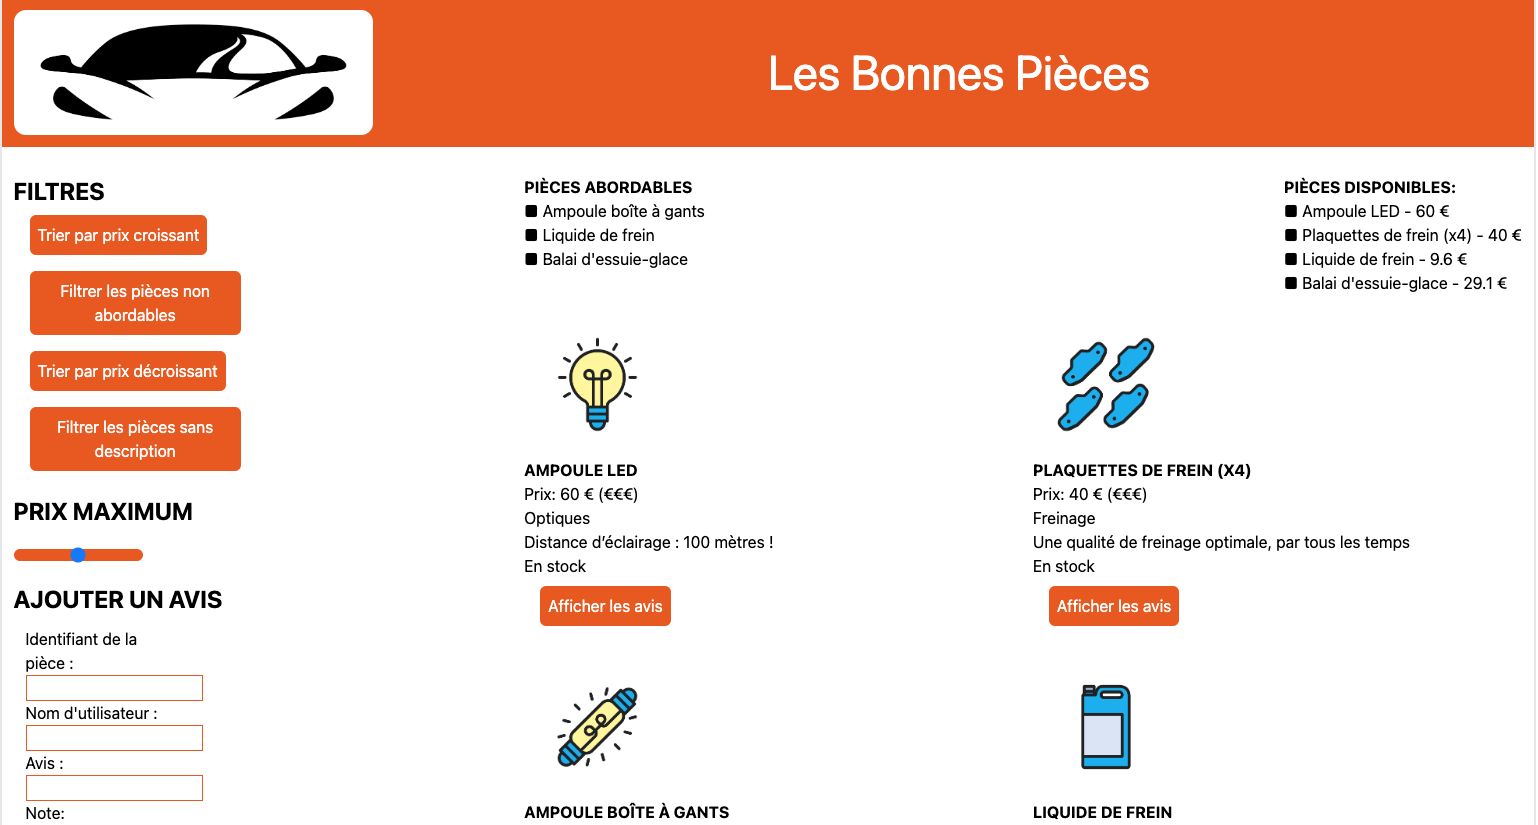 Les Bonnes Pièces
FILTRES
Trier par prix croissant
Filtrer les pièces non
abordables
Trier par prix décroissant
Filtrer les pièces sans
description
PRIX MAXIMUM
AJOUTER UN AVIS
Identifiant de la
pièce :
Nom d'utilisateur :
Avis :
Note:
PIÈCES ABORDABLES
Ampoule boîte à gants
Liquide de frein
Balai d'essuie-glace
PIÈCES DISPONIBLES:
Ampoule LED - 60 €
Plaquettes de frein (x4) - 40 €
Liquide de frein - 9.6 €
Balai d'essuie-glace - 29.1 €
AMPOULE LED
Prix: 60 € (€€€)
Optiques
Distance d’éclairage : 100 mètres !
En stock
Afficher les avis
PLAQUETTES DE FREIN (X4)
Prix: 40 € (€€€)
Freinage
Une qualité de freinage optimale, par tous les temps
En stock
Afficher les avis
AMPOULE BOÎTE À GANTS
LIQUIDE DE FREIN